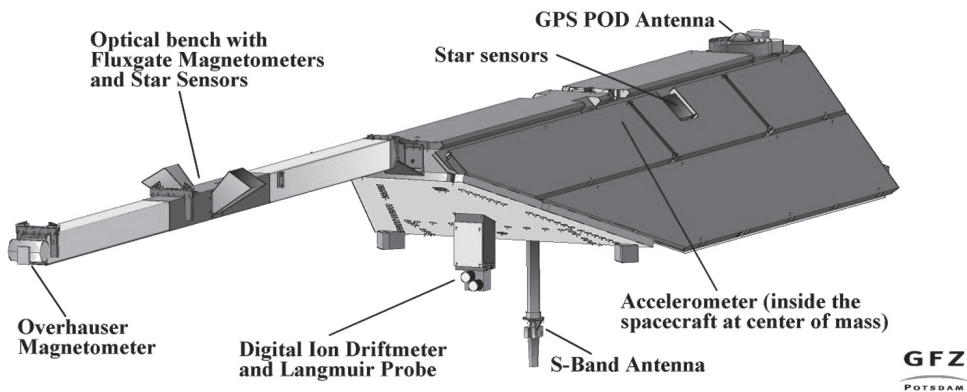 GPS POD Antenna
Optical bench with
Fluxgate Magnetometers
and Star Sensors
Star sensors
Accelerometer (inside the
spacecraft at center of mass)
Overhauser
Magnetometer
Digital Ion Driftmeter
and Langmuir Probe
S-Band Antenna
GFZ
POTSDAM